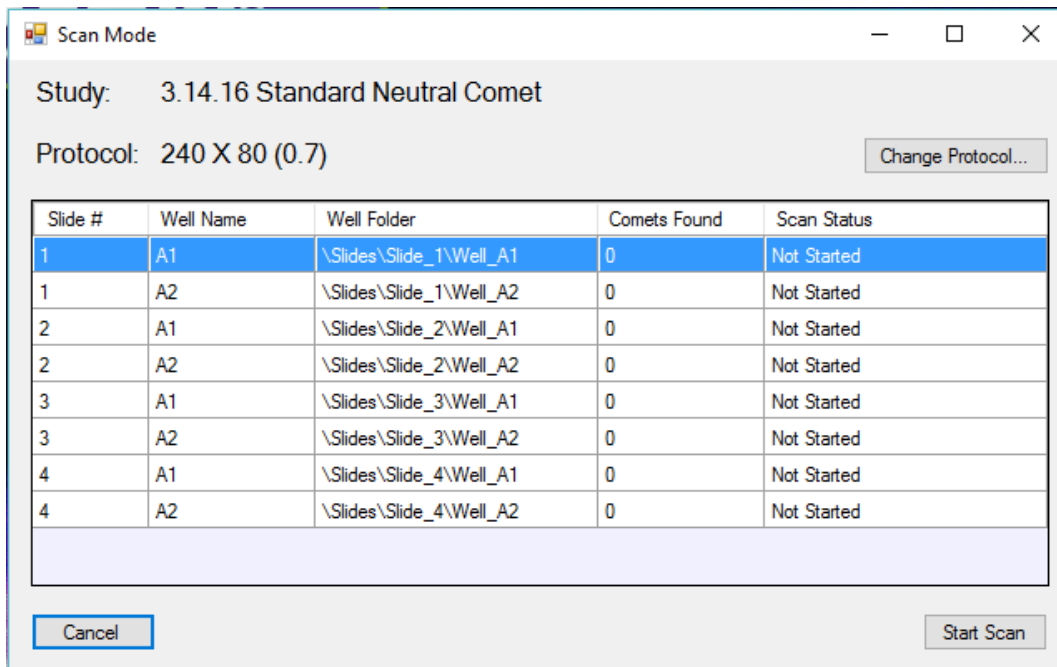 Scan Mode
Study: 3.14.16 Standard Neutral Comet
Protocol: 240 X 80 (0.7)
Change Protocol...
Slide # Well Name Well Folder Comets Found Scan Status
1 A1 \Slides\Slide_1\Well_A1 0 Not Started
1 A2 \Slides\Slide_1\Well_A2 0 Not Started
2 A1 \Slides\Slide_2\Well_A1 0 Not Started
2 A2 \Slides\Slide_2\Well_A2 0 Not Started
3 A1 \Slides\Slide_3\Well_A1 0 Not Started
3 A2 \Slides\Slide_3\Well_A2 0 Not Started
4 A1 \Slides\Slide_4\Well_A1 0 Not Started
4 A2 \Slides\Slide_4\Well_A2 0 Not Started
Cancel Start Scan